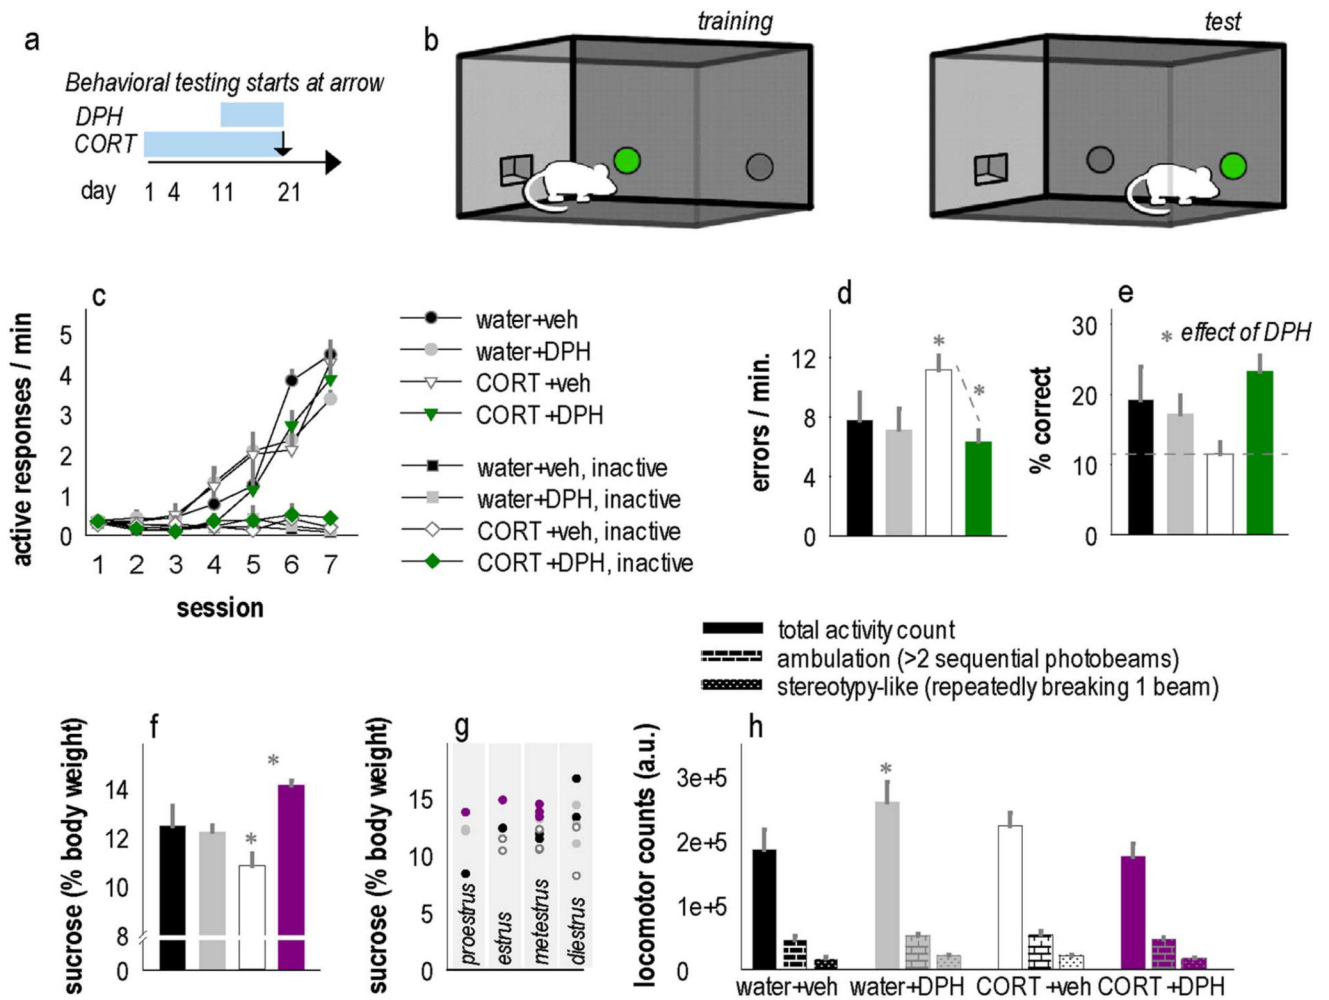 a
Behavioral testing starts at arrow
DPH
CORT
day 1 4 11 21
b
training
test
c
active responses / min
5
4
3
2
1
0
1 2 3 4 5 6 7
session
water+veh
water+DPH
CORT +veh
CORT +DPH
water+veh, inactive
water+DPH, inactive
CORT +veh, inactive
CORT +DPH, inactive
d
errors / min.
12
8
4
0
*
*
e
% correct
30
20
10
0
* effect of DPH
total activity count
ambulation (>2 sequential photobeams)
stereotypy-like (repeatedly breaking 1 beam)
f
sucrose (% body weight)
14
12
10
8
0
*
*
g
sucrose (% body weight)
15
10
5
0
proestrus
estrus
metestrus
diestrus
h
locomotor counts (a.u.)
3e+5
2e+5
1e+5
0
*
water+veh water+DPH CORT +veh CORT +DPH